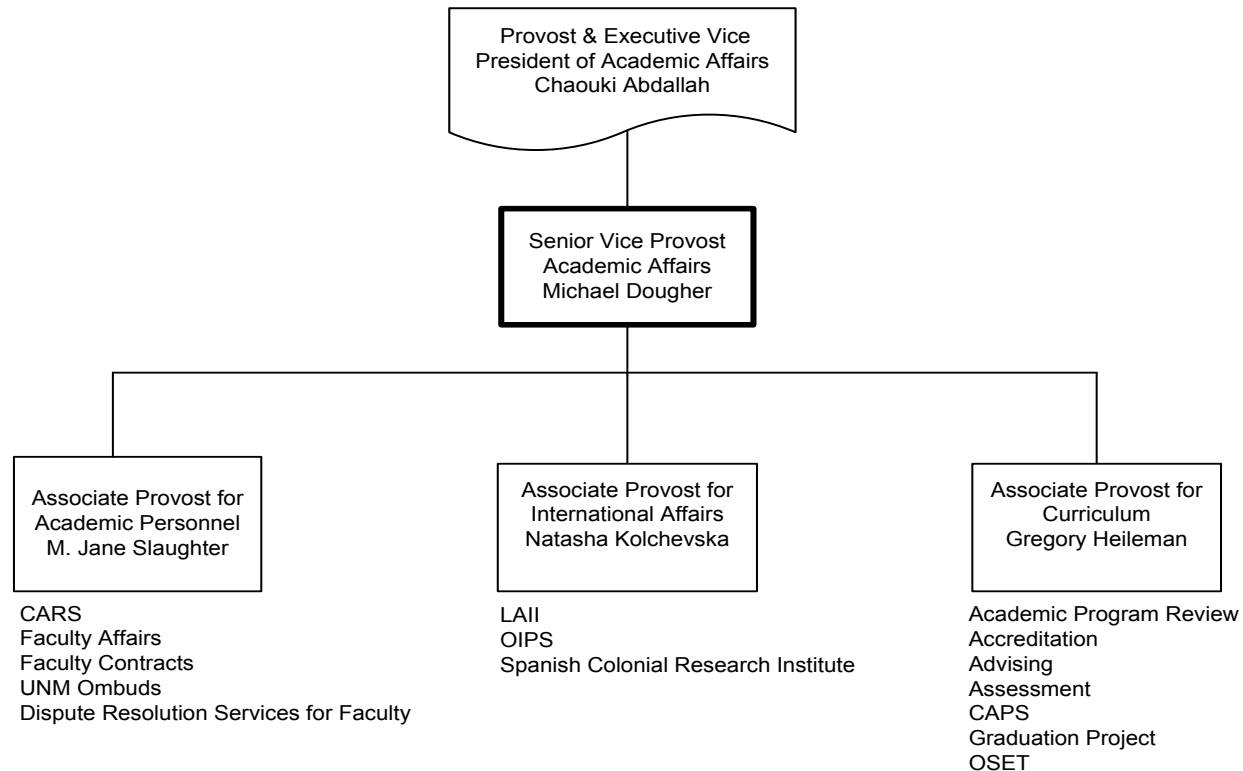 Provost & Executive Vice
President of Academic Affairs
Chaouki Abdallah
Senior Vice Provost
Academic Affairs
Michael Dougher
Associate Provost for
Academic Personnel
M. Jane Slaughter
CARS
Faculty Affairs
Faculty Contracts
UNM Ombuds
Dispute Resolution Services for Faculty
Associate Provost for
International Affairs
Natasha Kolchevska
LAII
OIPS
Spanish Colonial Research Institute
Associate Provost for
Curriculum
Gregory Heileman
Academic Program Review
Accreditation
Advising
Assessment
CAPS
Graduation Project
OSET